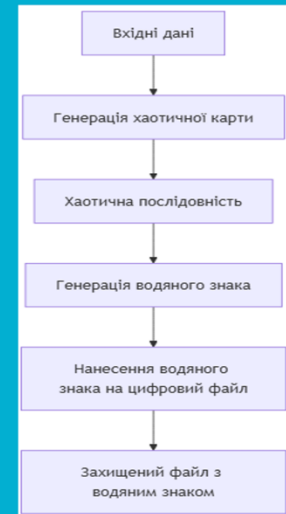 Вхідні дані
Генерація хаотичної карти
Хаотична послідовність
Генерація водяного знака
Нанесення водяного
знака на цифровий файл
Захищений файл з
водяним знаком